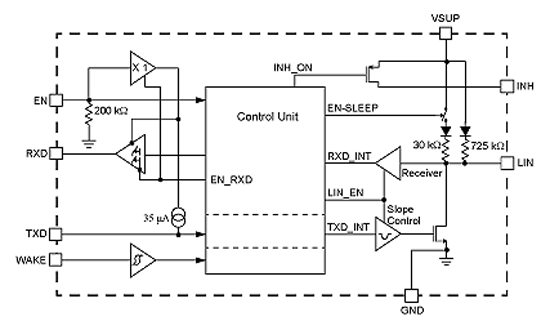 VSUP
X 1
INH_ON
INH
EN
200 kΩ
Control Unit
EN-SLEEP
30 kΩ
725 kΩ
RXD
RXD_INT
Receiver
LIN
EN_RXD
LIN_EN
35 µA
Slope
Control
TXD
TXD_INT
WAKE
GND